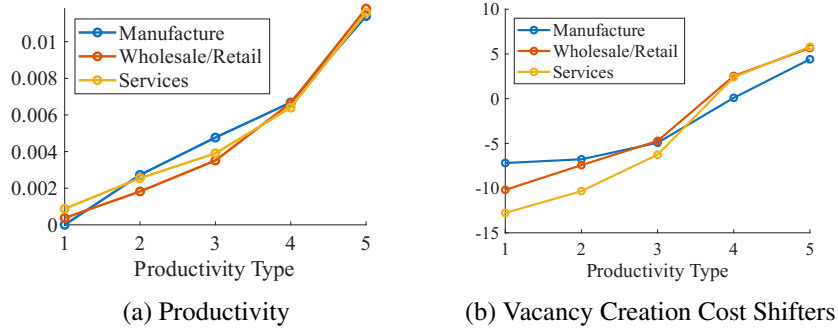 0.01
0.008
0.006
0.004
0.002
0
Manufacture
Wholesale/Retail
Services
1 2 3 4 5
Productivity Type
(a) Productivity
10
5
0
-5
-10
-15
Manufacture
Wholesale/Retail
Services
1 2 3 4 5
Productivity Type
(b) Vacancy Creation Cost Shifters